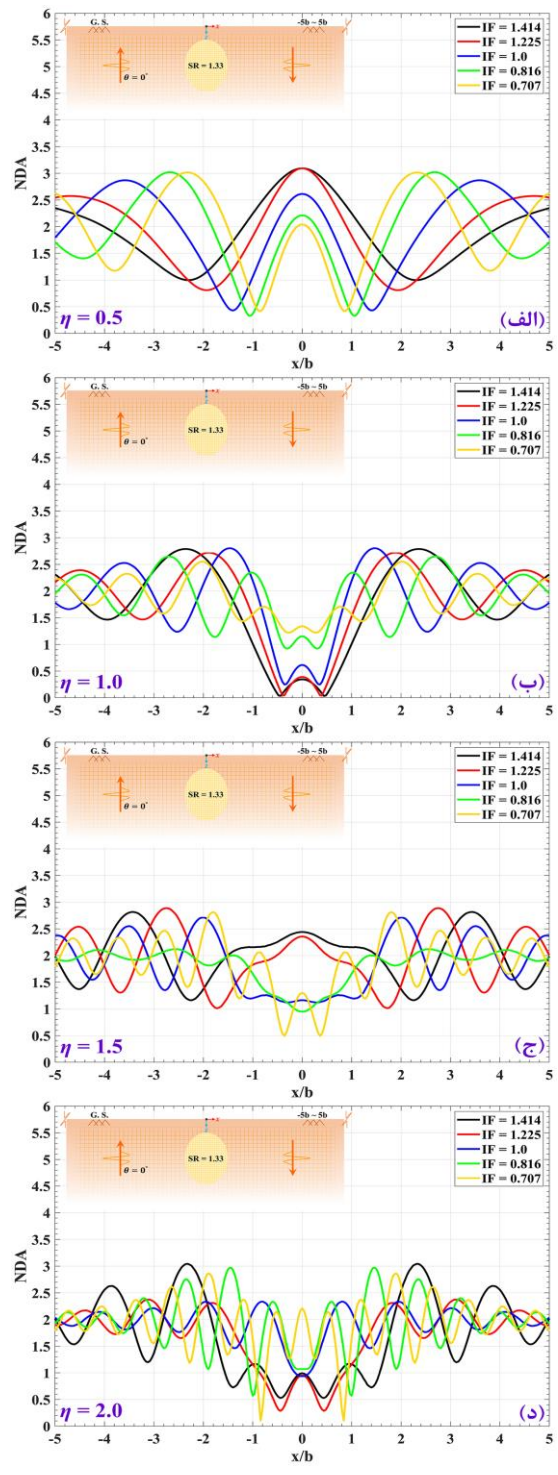 6
5.5
5
4.5
4
3.5
3
2.5
2
1.5
1
0.5
0
NDA
G. S.
-5b ~ 5b
x
θ = 0°
SR = 1.33
IF = 1.414
IF = 1.225
IF = 1.0
IF = 0.816
IF = 0.707
η = 0.5
(الف)
-5 -4 -3 -2 -1 0 1 2 3 4 5
x/b
6
5.5
5
4.5
4
3.5
3
2.5
2
1.5
1
0.5
0
NDA
G. S.
-5b ~ 5b
x
θ = 0°
SR = 1.33
IF = 1.414
IF = 1.225
IF = 1.0
IF = 0.816
IF = 0.707
η = 1.0
(ب)
-5 -4 -3 -2 -1 0 1 2 3 4 5
x/b
6
5.5
5
4.5
4
3.5
3
2.5
2
1.5
1
0.5
0
NDA
G. S.
-5b ~ 5b
x
θ = 0°
SR = 1.33
IF = 1.414
IF = 1.225
IF = 1.0
IF = 0.816
IF = 0.707
η = 1.5
(ج)
-5 -4 -3 -2 -1 0 1 2 3 4 5
x/b
6
5.5
5
4.5
4
3.5
3
2.5
2
1.5
1
0.5
0
NDA
G. S.
-5b ~ 5b
x
θ = 0°
SR = 1.33
IF = 1.414
IF = 1.225
IF = 1.0
IF = 0.816
IF = 0.707
η = 2.0
(د)
-5 -4 -3 -2 -1 0 1 2 3 4 5
x/b